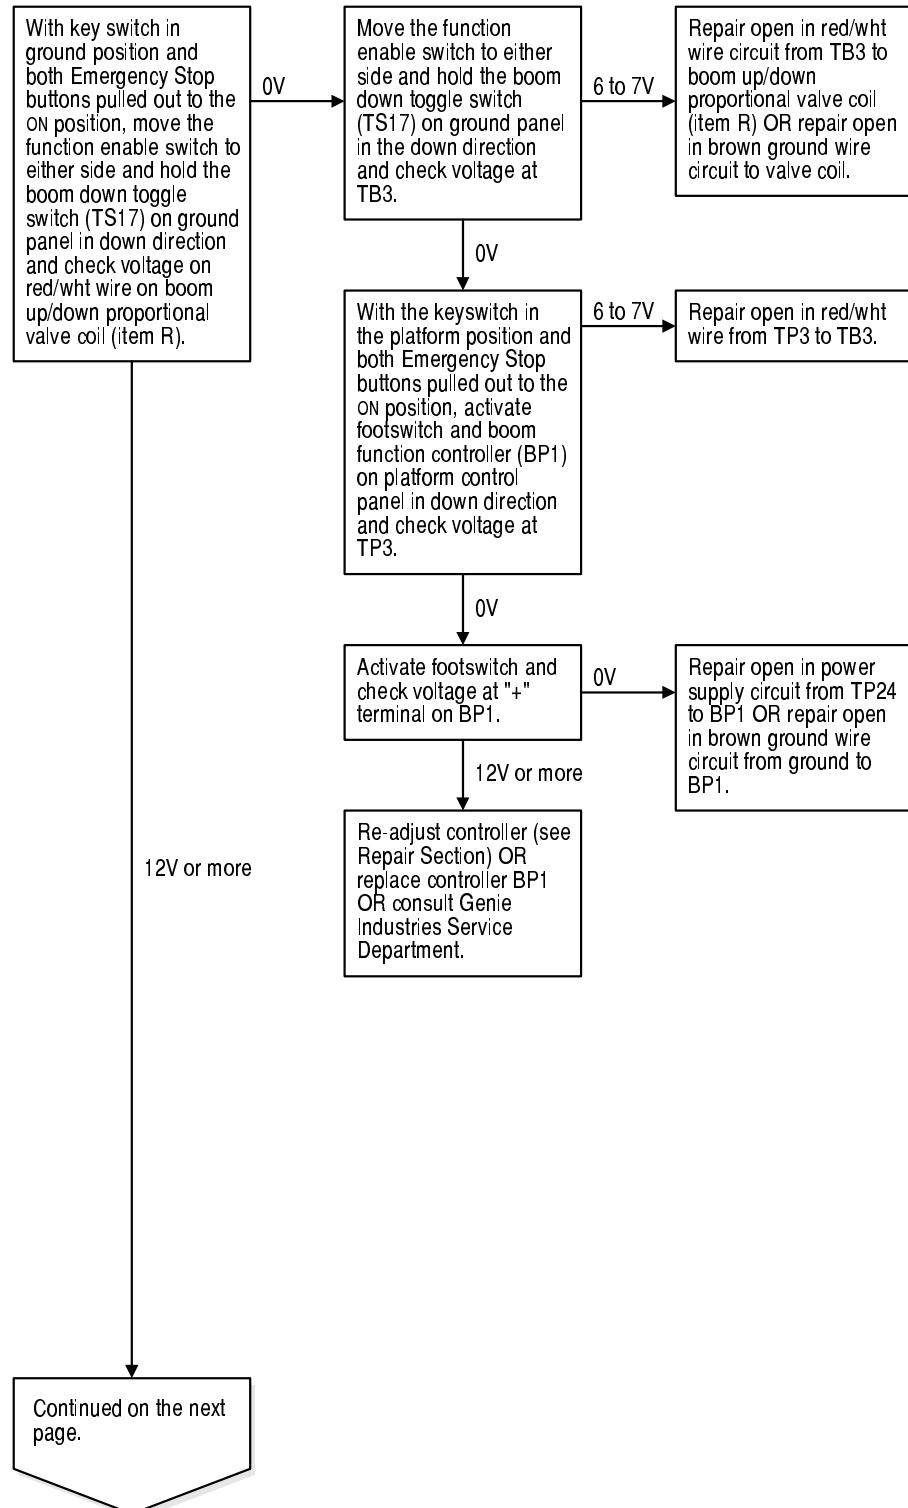 With key switch in
ground position and
both Emergency Stop
buttons pulled out to the
ON position, move the
function enable switch to
either side and hold the
boom down toggle
switch (TS17) on ground
panel in down direction
and check voltage on
red/wht wire on boom
up/down proportional
valve coil (item R).
0V
Move the function
enable switch to either
side and hold the boom
down toggle switch
(TS17) on ground panel
in the down direction
and check voltage at
TB3.
6 to 7V
Repair open in red/wht
wire circuit from TB3 to
boom up/down
proportional valve coil
(item R) OR repair open
in brown ground wire
circuit to valve coil.
0V
With the keyswitch in
the platform position and
both Emergency Stop
buttons pulled out to the
ON position, activate
footswitch and boom
function controller (BP1)
on platform control
panel in down direction
and check voltage at
TP3.
6 to 7V
Repair open in red/wht
wire from TP3 to TB3.
0V
Activate footswitch and
check voltage at "+"
terminal on BP1.
0V
Repair open in power
supply circuit from TP24
to BP1 OR repair open
in brown ground wire
circuit from ground to
BP1.
12V or more
Re-adjust controller (see
Repair Section) OR
replace controller BP1
OR consult Genie
Industries Service
Department.
12V or more
Continued on the next
page.